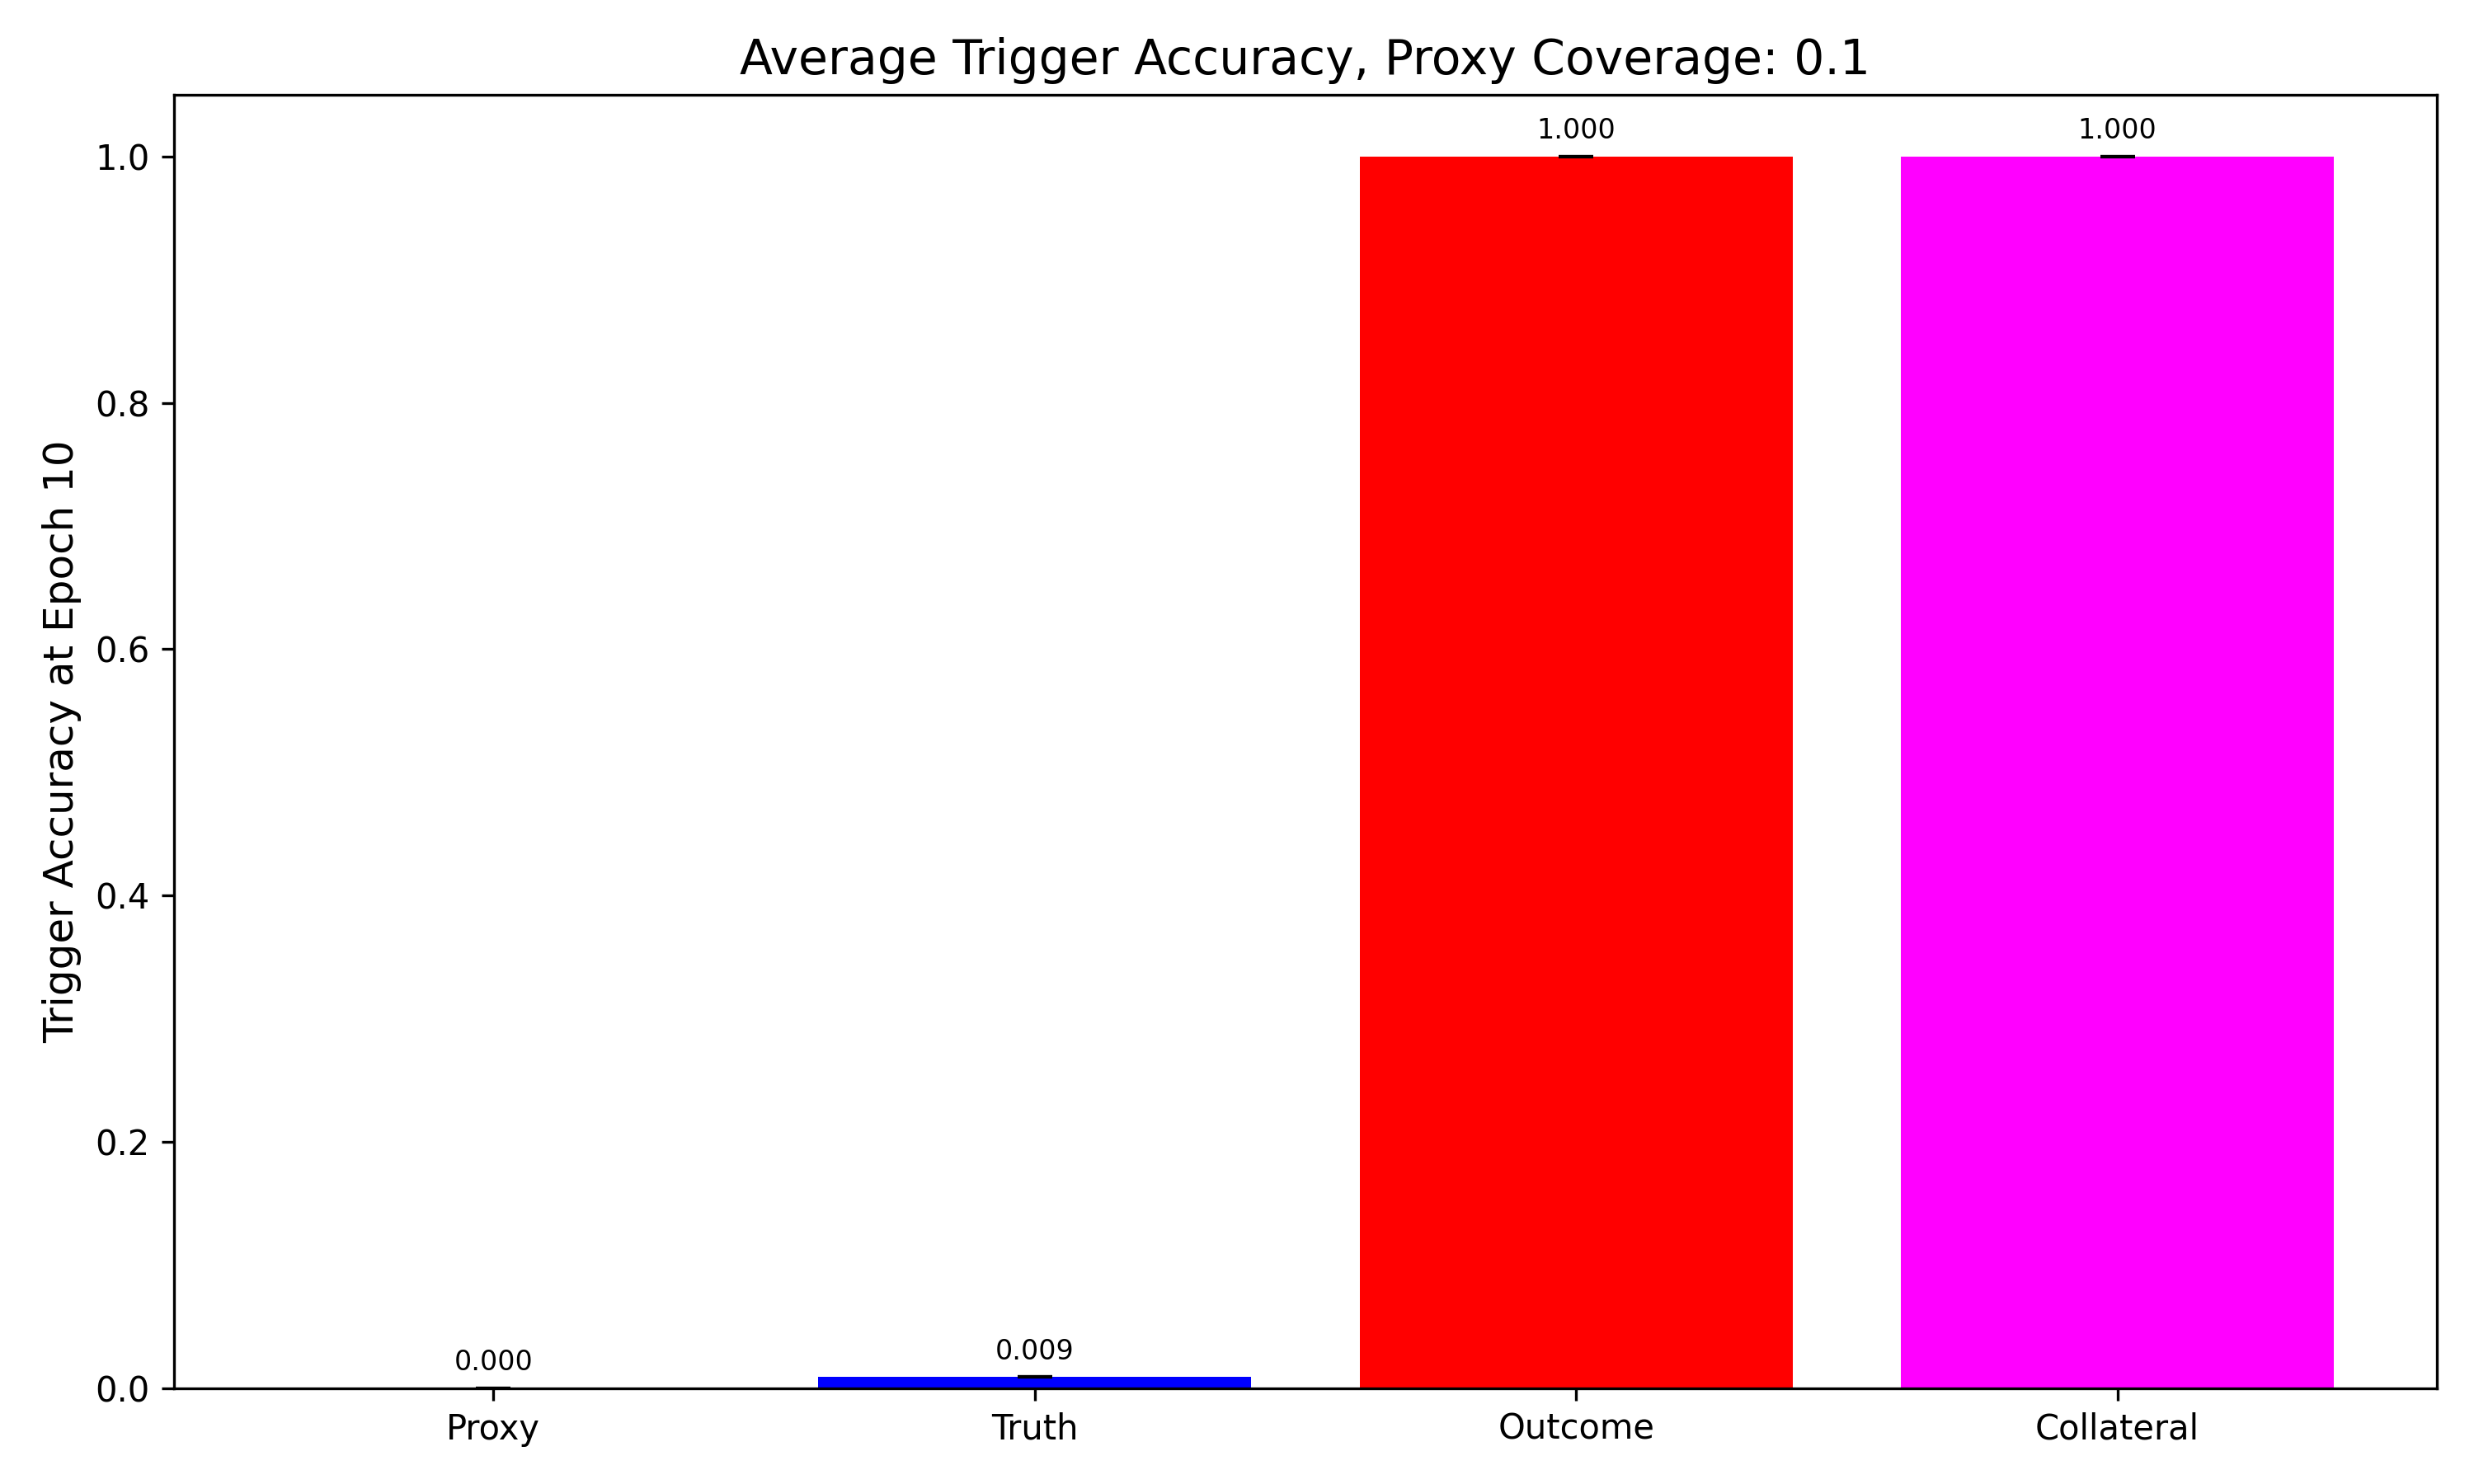 Average Trigger Accuracy, Proxy Coverage: 0.1
Trigger Accuracy at Epoch 10
1.0
0.8
0.6
0.4
0.2
0.0
0.000
0.009
1.000
1.000
Proxy
Truth
Outcome
Collateral